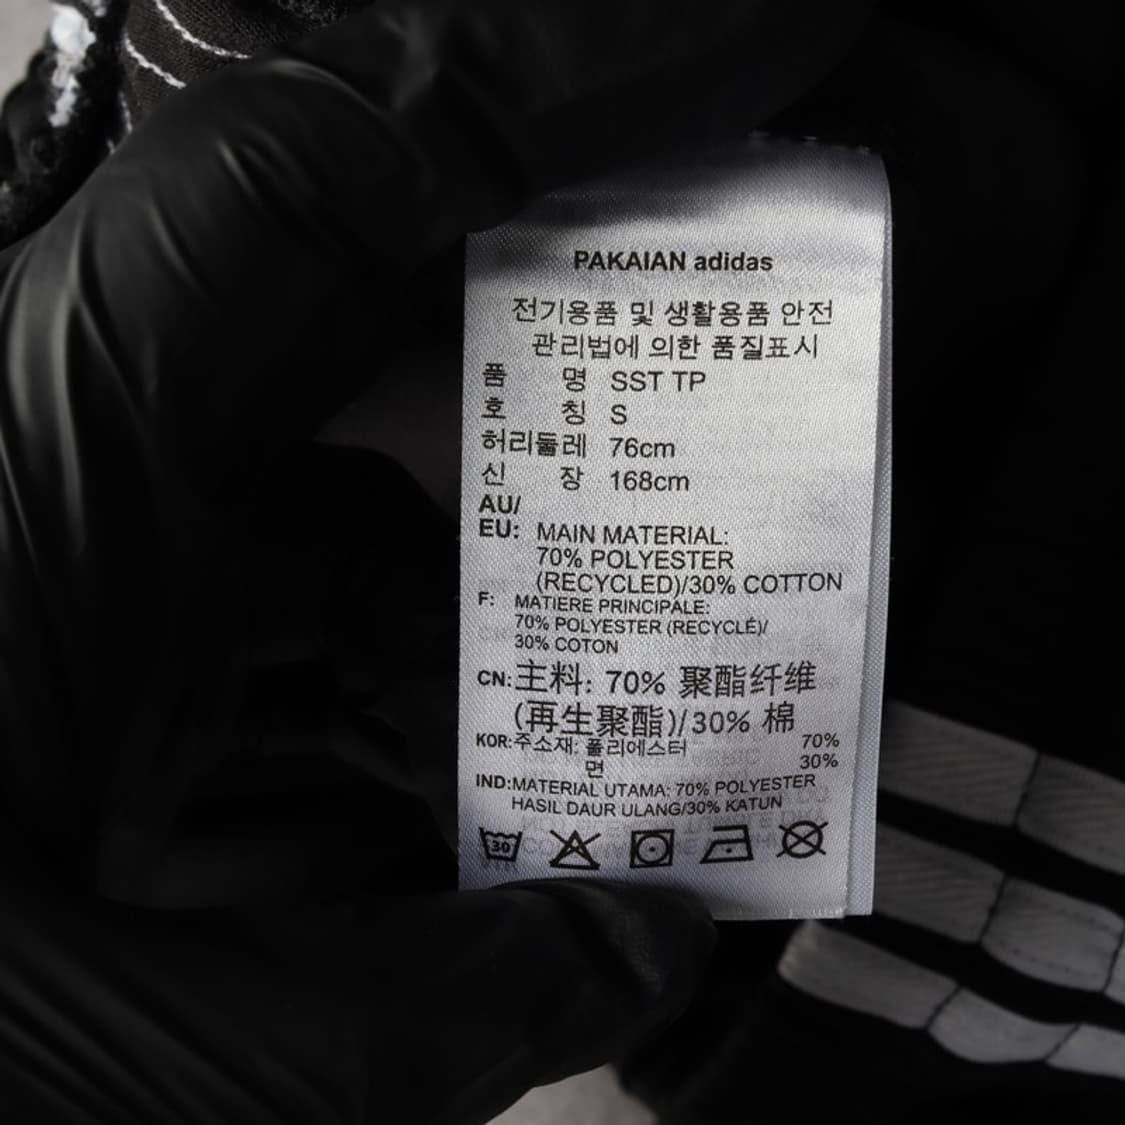 PAKAIAN adidas
전기용품 및 생활용품 안전
관리법에 의한 품질표시
품 명 SST TP
호 칭 S
허리둘레 76cm
신 장 168cm
AU/
EU: MAIN MATERIAL:
70% POLYESTER
(RECYCLED)/30% COTTON
F: MATIERE PRINCIPALE:
70% POLYESTER (RECYCLÉ)/
30% COTON
CN:主料: 70% 聚酯纤维
(再生聚酯)/30% 棉
KOR:주소재: 폴리에스터 70%
면 30%
IND:MATERIAL UTAMA: 70% POLYESTER
HASIL DAUR ULANG/30% KATUN
30